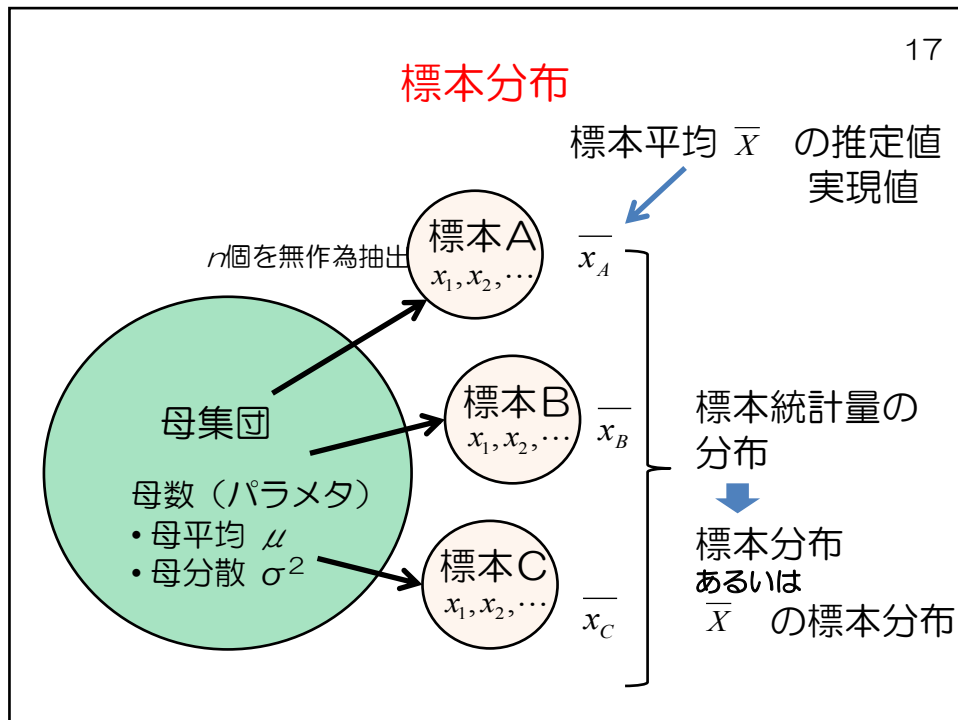 17
標本分布
標本平均 X̅ の推定値
実現値
n個を無作為抽出
標本A
x₁, x₂, ⋯
x̅_A
標本B
x₁, x₂, ⋯
x̅_B
標本C
x₁, x₂, ⋯
x̅_C
母集団
母数(パラメタ)
• 母平均 μ
• 母分散 σ²
標本統計量の
分布
標本分布
あるいは
X̅ の標本分布